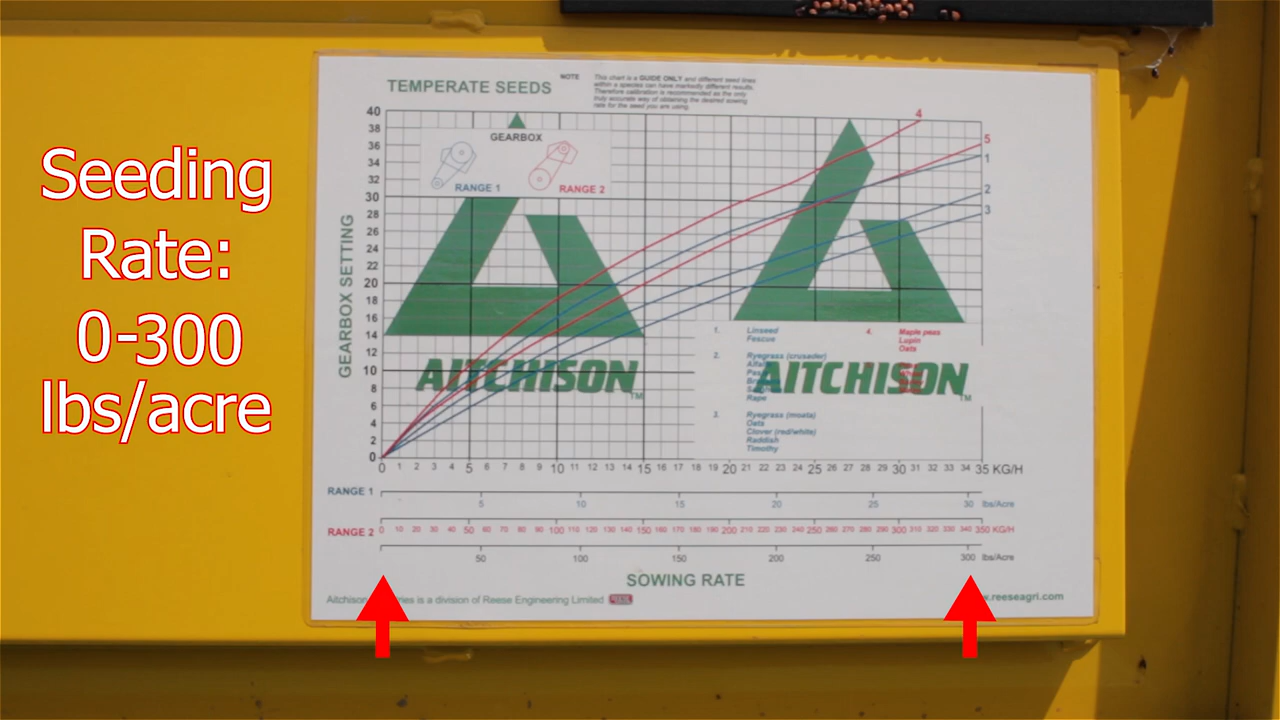 Seeding
Rate:
0-300
lbs/acre
TEMPERATE SEEDS
NOTE
This chart is a GUIDE ONLY and different seed lines
within a species can have markedly different results.
Therefore calibration is recommended as the only
truly accurate way of obtaining the desired sowing
rate for the seed you are using.
GEARBOX
RANGE 1 RANGE 2
GEARBOX SETTING
40
38
36
34
32
30
28
26
24
22
20
18
16
14
12
10
8
6
4
2
0
4
5
1
2
3
AITCHISON TM
AITCHISON TM
1. Linseed
Fescue
2. Ryegrass (crusader)
Rape
3. Ryegrass (moata)
Oats
Clover (red/white)
Raddish
Timothy
4. Maple peas
Lupin
Oats
0 1 2 3 4 5 6 7 8 9 10 11 12 13 14 15 17 18 19 20 21 22 23 24 25 26 27 28 29 30 31 32 33 34 35 KG/H
RANGE 1
5 10 15 20 25 30 lbs/Acre
RANGE 2 0 10 20 30 40 50 60 70 80 90 100 110 120 130 140 150 160 170 180 190 200 210 220 230 240 250 260 270 280 290 300 310 320 330 340 350 KG/H
50 100 150 200 250 300 lbs/Acre
SOWING RATE
is a division of Reese Engineering Limited
.reeseagri.com